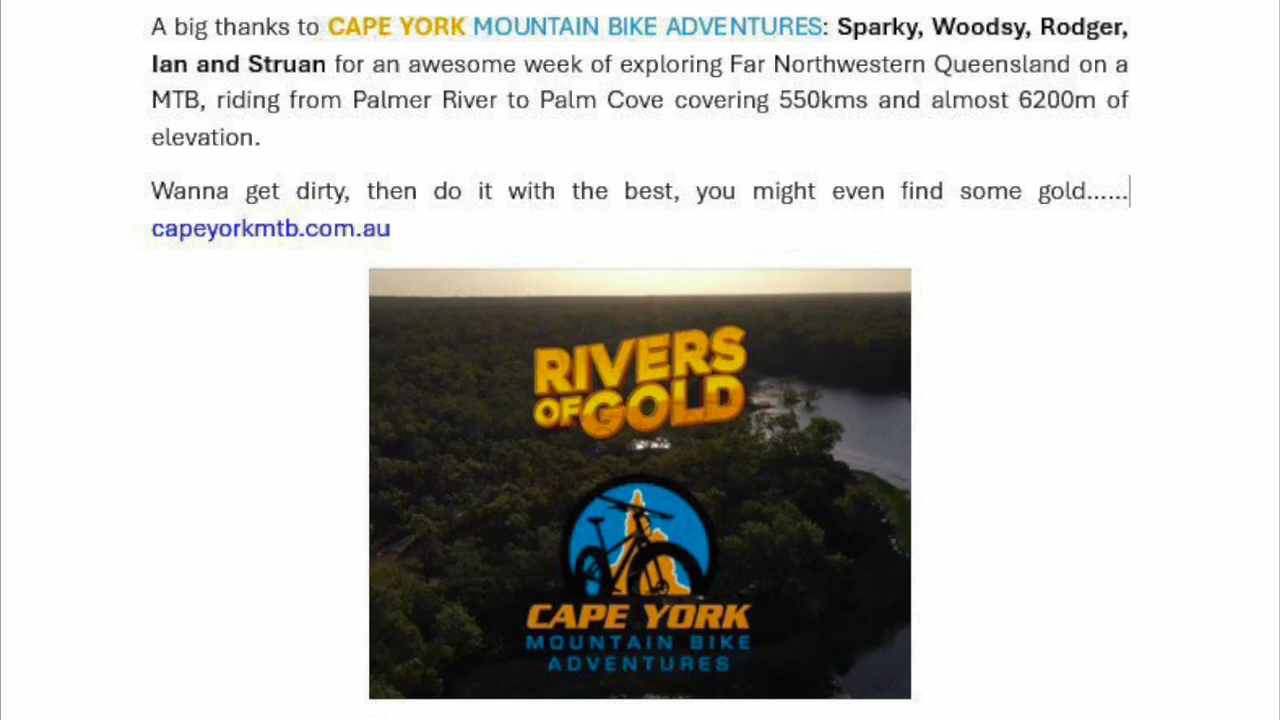 A big thanks to CAPE YORK MOUNTAIN BIKE ADVENTURES: Sparky, Woodsy, Rodger,
Ian and Struan for an awesome week of exploring Far Northwestern Queensland on a
MTB, riding from Palmer River to Palm Cove covering 550kms and almost 6200m of
elevation.
Wanna get dirty, then do it with the best, you might even find some gold……
capeyorkmtb.com.au
RIVERS
OF GOLD
CAPE YORK
MOUNTAIN BIKE
ADVENTURES